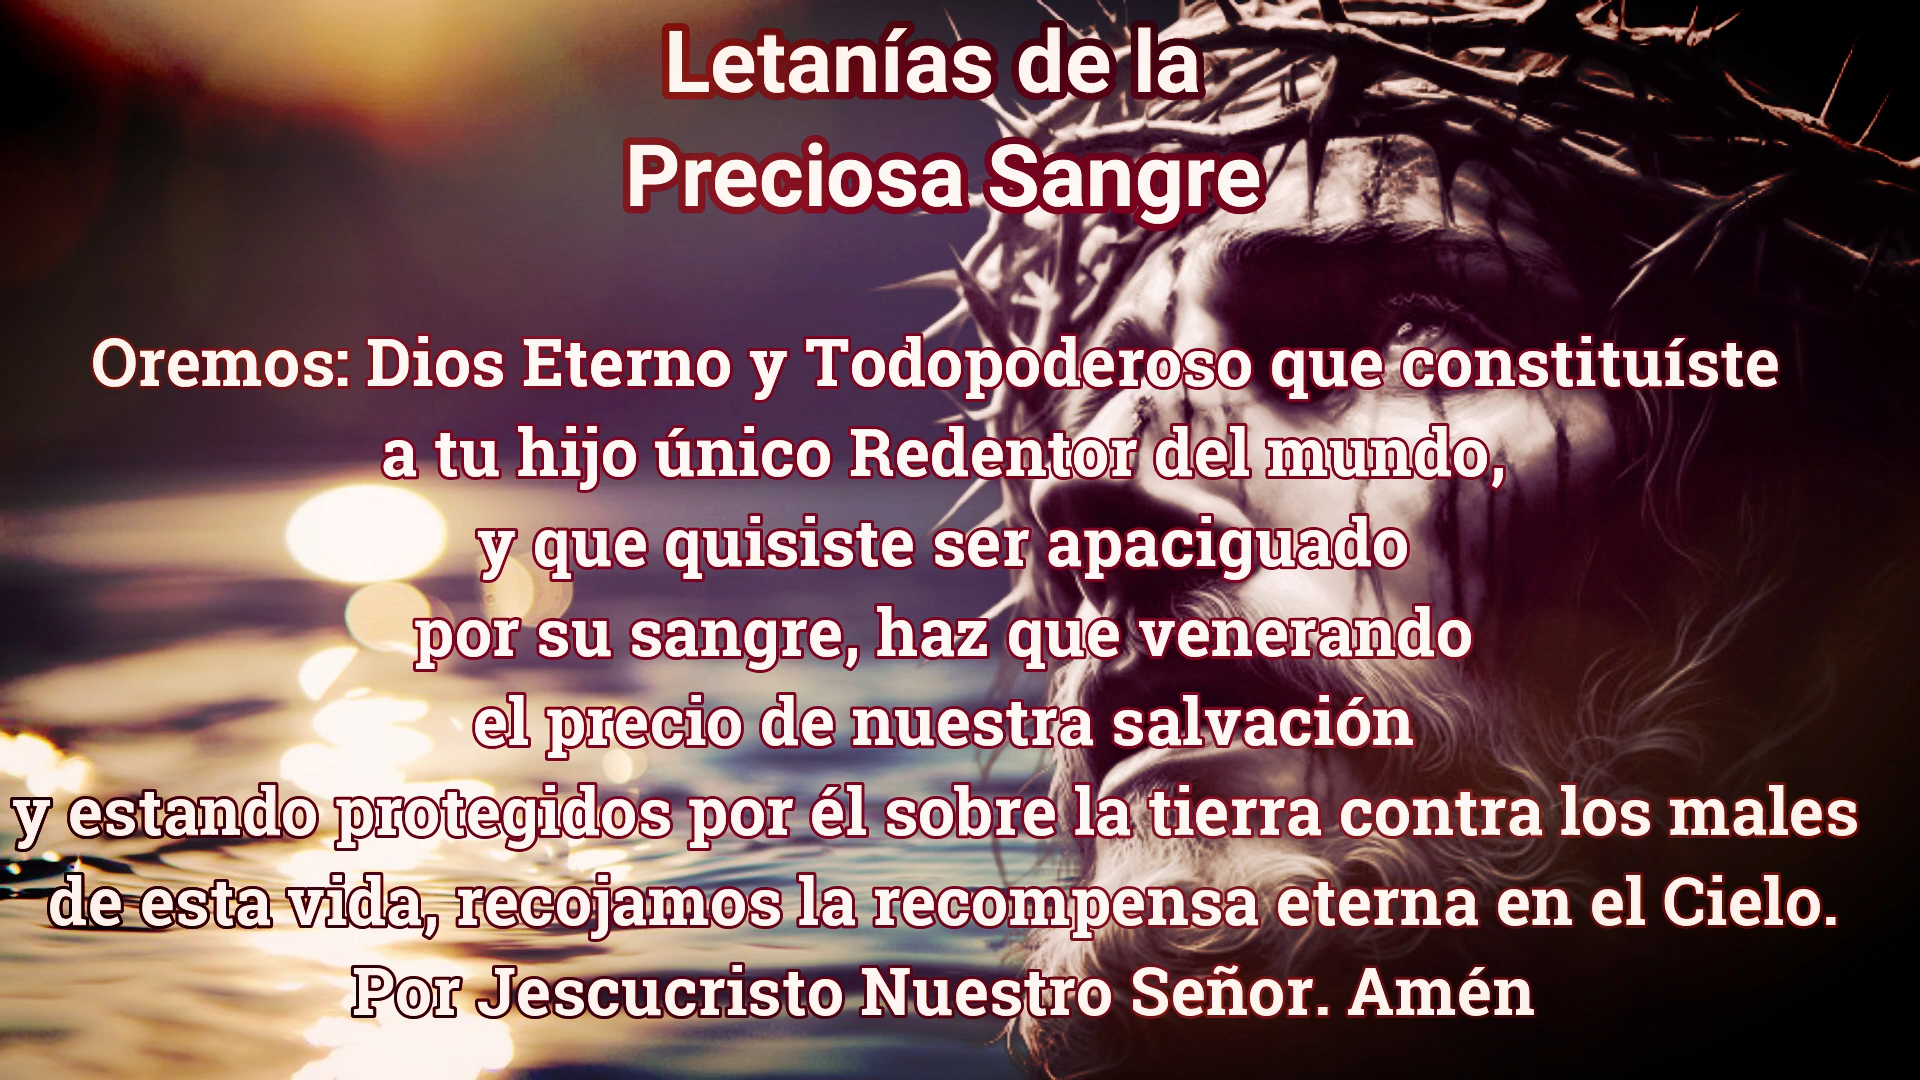 Letanías de la
Preciosa Sangre
Oremos: Dios Eterno y Todopoderoso que constituíste
a tu hijo único Redentor del mundo,
y que quisiste ser apaciguado
por su sangre, haz que venerando
el precio de nuestra salvación
y estando protegidos por él sobre la tierra contra los males
de esta vida, recojamos la recompensa eterna en el Cielo.
Por Jescucristo Nuestro Señor. Amén